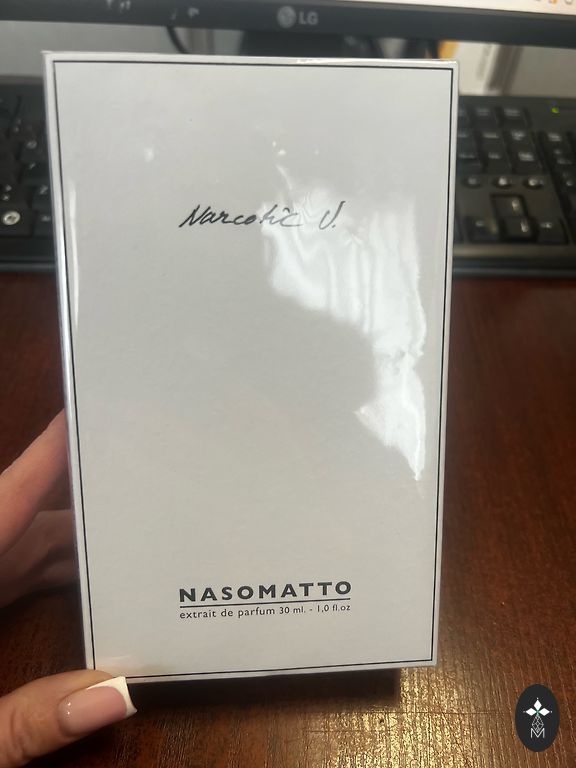 LG
Narcotic V.
NASOMATTO
extrait de parfum 30 ml. - 1,0 fl.oz
M